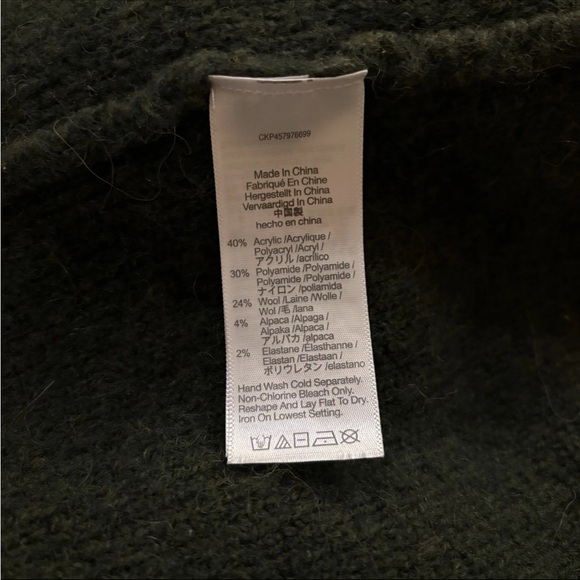 CKP457978699
Made In China
Fabriqué En Chine
Hergestellt In China
Vervaardigd In China
中国製
hecho en china
40% Acrylic /Acrylique /
Polyacryl /Acryl /
アクリル /acrílico
30% Polyamide /Polyamide /
Polyamid /Polyamide /
ナイロン /poliamida
24% Wool /Laine /Wolle /
Wol /毛 /lana
4% Alpaca /Alpaga /
Alpaka /Alpaca /
アルパカ /alpaca
2% Elastane /Elasthanne /
Elastan /Elastaan /
ポリウレタン /elastano
Hand Wash Cold Separately.
Non-Chlorine Bleach Only.
Reshape And Lay Flat To Dry.
Iron On Lowest Setting.